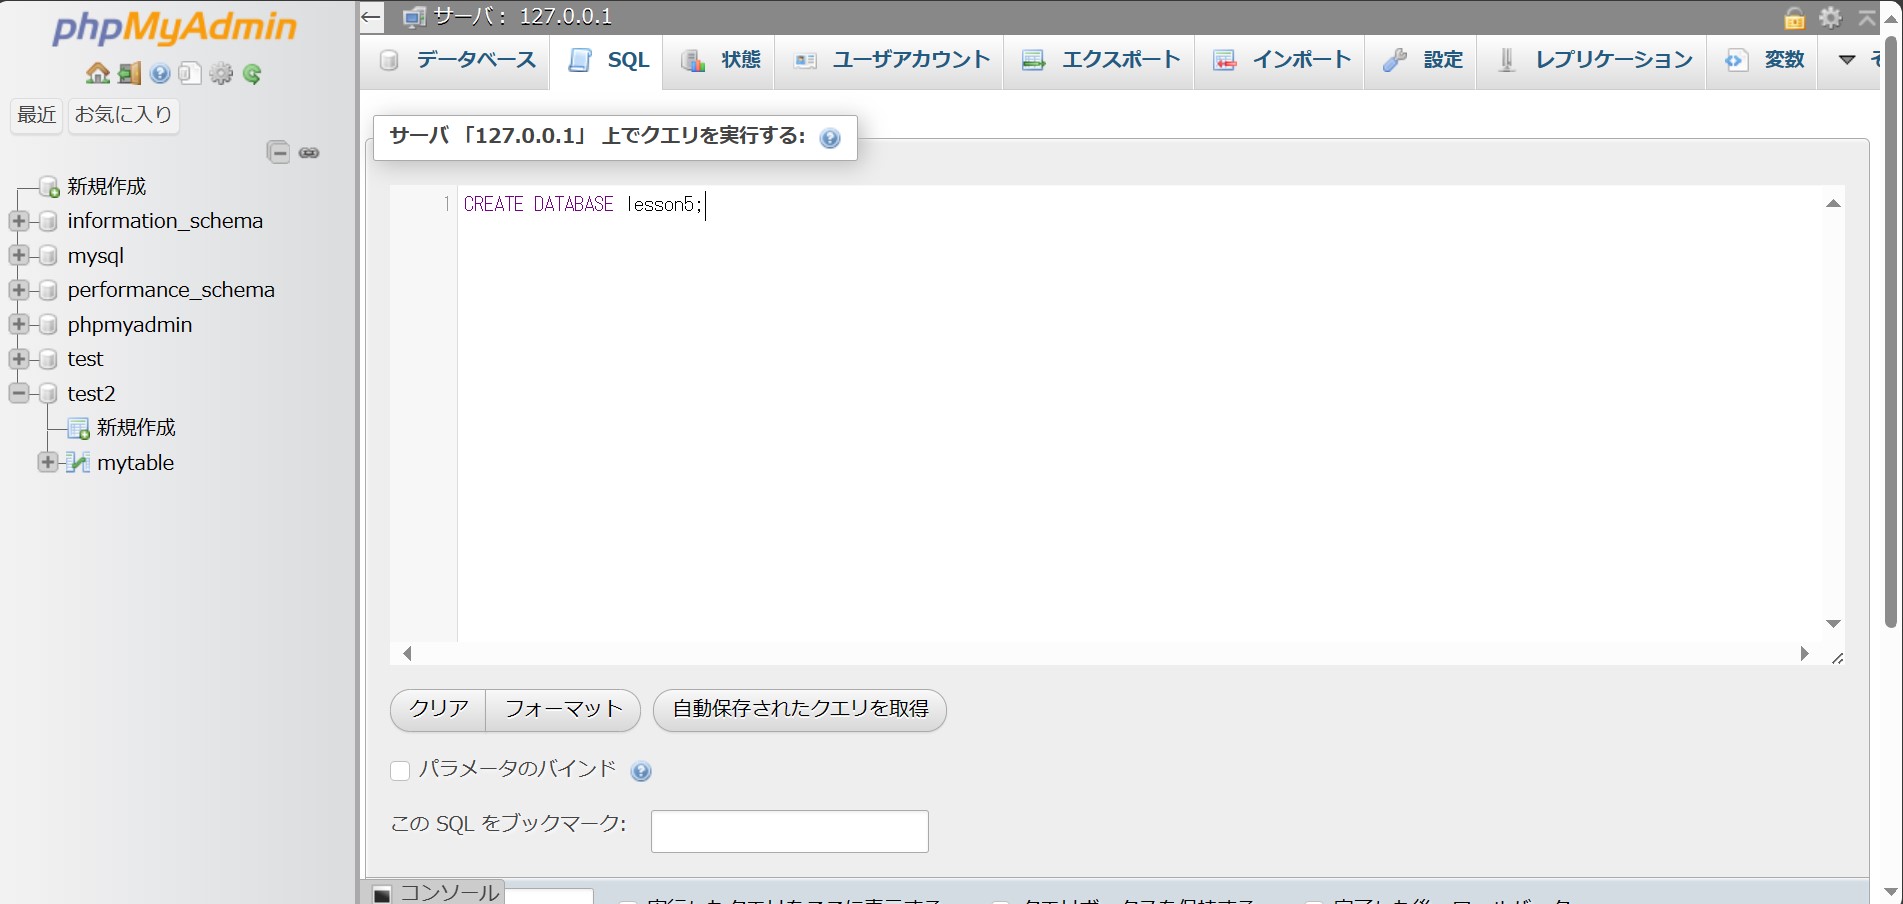 phpMyAdmin
最近 お気に入り
新規作成
information_schema
mysql
performance_schema
phpmyadmin
test
test2
新規作成
mytable
サーバ： 127.0.0.1
データベース SQL 状態 ユーザアカウント エクスポート インポート 設定 レプリケーション 変数
サーバ 「127.0.0.1」 上でクエリを実行する:
1 CREATE DATABASE lesson5;
クリア フォーマット 自動保存されたクエリを取得
パラメータのバインド
この SQL をブックマーク:
コンソール